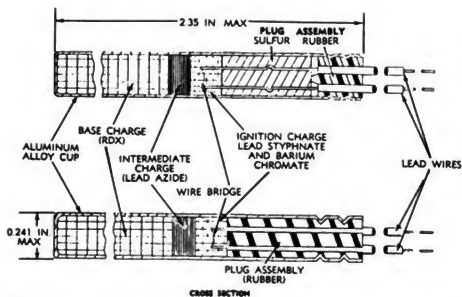 2.35 IN MAX
PLUG ASSEMBLY
SULFUR RUBBER
ALUMINUM
ALLOY CUP
BASE CHARGE
(RDX)
INTERMEDIATE
CHARGE
(LEAD AZIDE)
WIRE BRIDGE
IGNITION CHARGE
LEAD STYPHNATE
AND BARIUM
CHROMATE
LEAD WIRES
0.241 IN
MAX
PLUG ASSEMBLY
(RUBBER)
CROSS SECTION